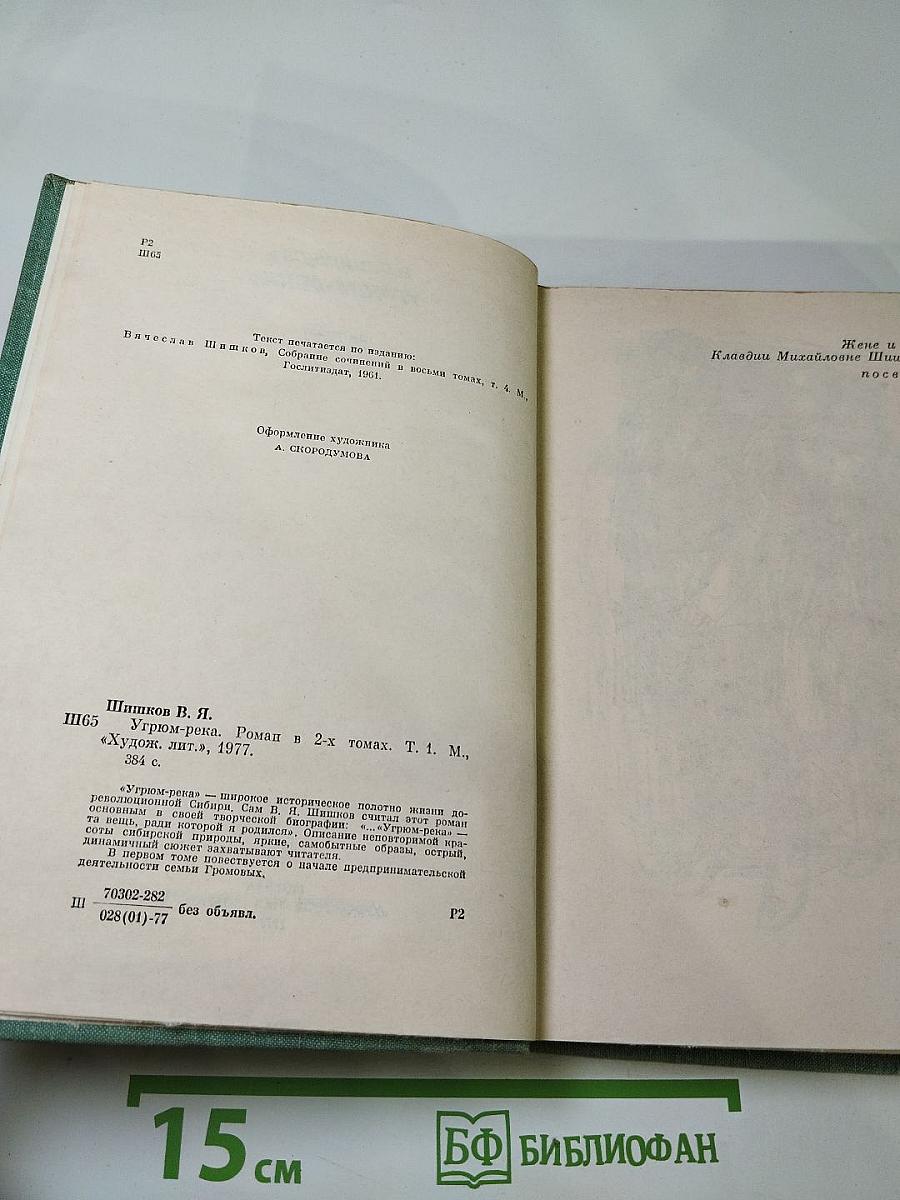 Р2
Ш65
Текст печатается по изданию:
Вячеслав Шишков, Собрание сочинений в восьми томах, т. 4. М.,
Гослитиздат, 1961.
Оформление художника
А. СКОРОДУМОВА
Шишков В. Я.
Ш65 Угрюм-река. Роман в 2-х томах. Т. 1. М.,
«Худож. лит.», 1977.
384 с.
«Угрюм-река» — широкое историческое полотно жизни до-
революционной Сибири. Сам В. Я. Шишков считал этот роман
основным в своей творческой биографии: «...«Угрюм-река» —
та вещь, ради которой я родился». Описание неповторимой кра-
соты сибирской природы, яркие, самобытные образы, острый,
динамичный сюжет захватывают читателя.
В первом томе повествуется о начале предпринимательской
деятельности семьи Громовых.
Ш 70302-282
028(01)-77 без объявл. Р2
Жене и
Клавдии Михайловне Шиш
посв
15 см
БФ БИБЛИОФАН